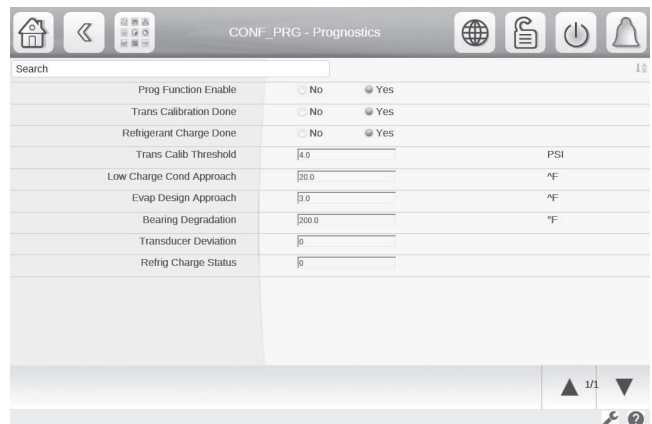 CONF_PRG - Prognostics
Search
Prog Function Enable No Yes
Trans Calibration Done No Yes
Refrigerant Charge Done No Yes
Trans Calib Threshold 4.0 PSI
Low Charge Cond Approach 20.0 ^F
Evap Design Approach 3.0 ^F
Bearing Degradation 200.0 °F
Transducer Deviation 0
Refrig Charge Status 0
1/1